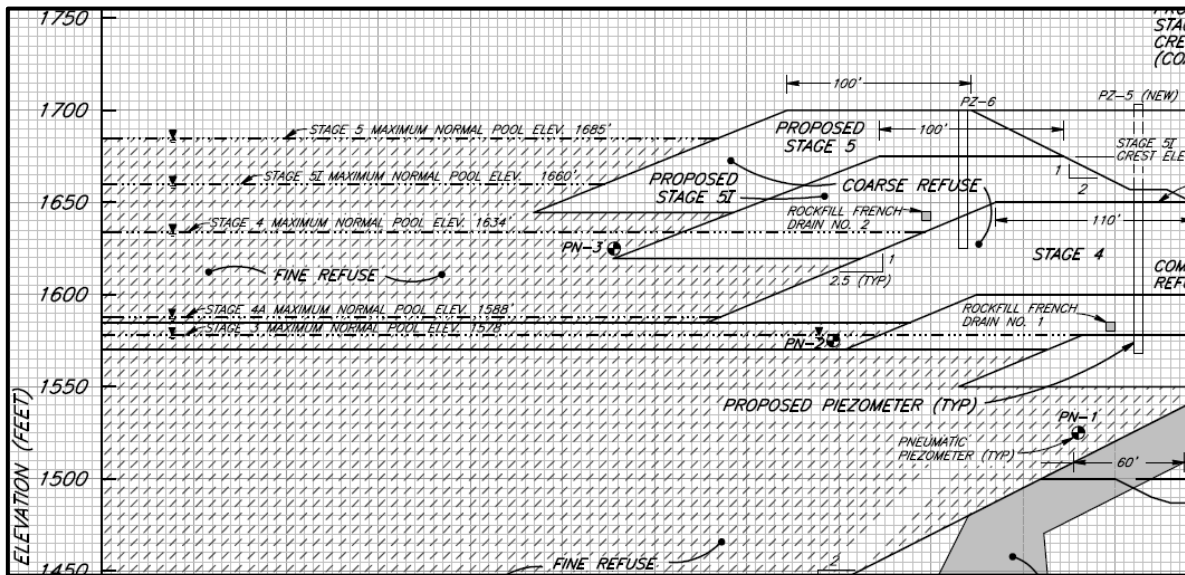 1750
PRO
STAG
CRES
(CO
100'
1700
PZ-6
PZ-5 (NEW)
STAGE 5 MAXIMUM NORMAL POOL ELEV. 1685'
PROPOSED
STAGE 5
100'
STAGE 5I
CREST ELE
STAGE 5I MAXIMUM NORMAL POOL ELEV. 1660'
PROPOSED
STAGE 5I
COARSE REFUSE
1
2
1650
STAGE 4 MAXIMUM NORMAL POOL ELEV. 1634'
ROCKFILL FRENCH
DRAIN NO. 2
110'
PN-3
STAGE 4
FINE REFUSE
1
2.5 (TYP)
COM
REFU
1600
STAGE 4A MAXIMUM NORMAL POOL ELEV. 1588'
STAGE 3 MAXIMUM NORMAL POOL ELEV. 1578'
ROCKFILL FRENCH
DRAIN NO. 1
PN-2
1550
PROPOSED PIEZOMETER (TYP)
PN-1
PNEUMATIC
PIEZOMETER (TYP)
60'
1500
ELEVATION (FEET)
FINE REFUSE
2
1450